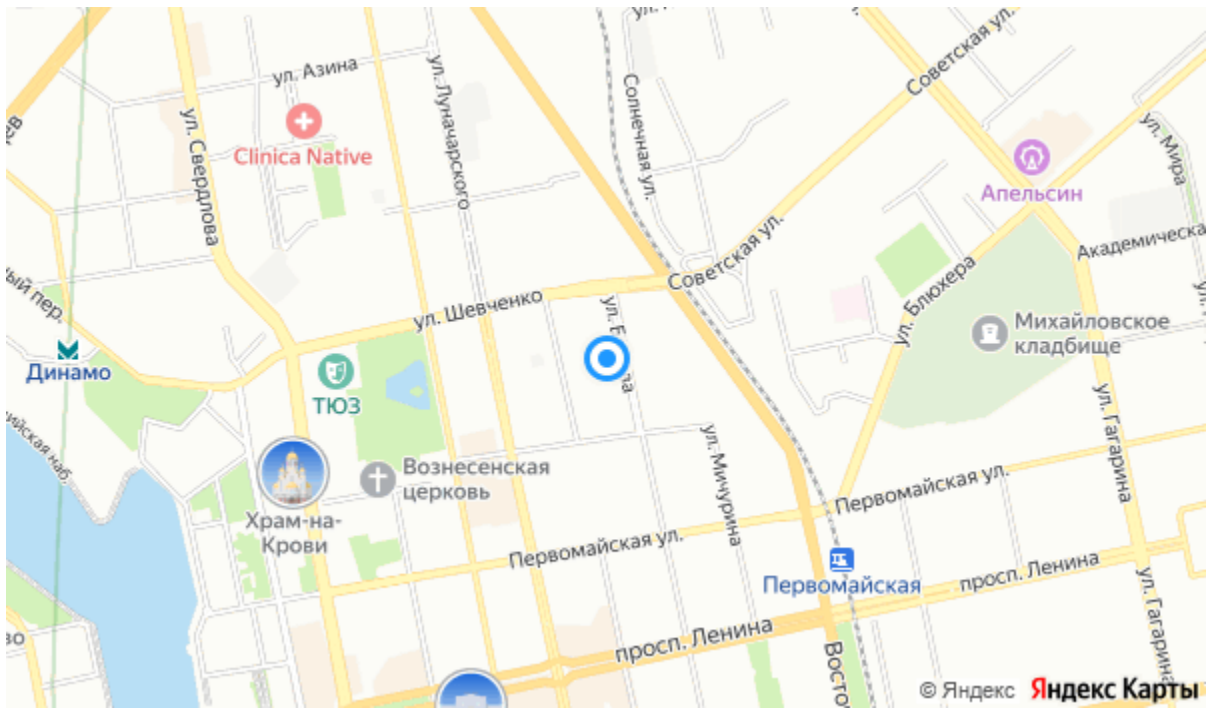 ул. Азина
ул. Луначарского
Солнечная ул.
Советская ул.
ул. Мира
Clinica Native
Апельсин
ул. Свердлова
Академическая
Советская ул.
ул. Блюхера
ный пер.
ул. Шевченко
Михайловское
кладбище
Динамо
ТЮЗ
ул. Гагарина
ул. Мичурина
Вознесенская
церковь
Храм-на-
Крови
Первомайская ул.
Первомайская ул.
Первомайская
просп. Ленина
ул. Гагарина
просп. Ленина
Восто
© Яндекс Яндекс Карты